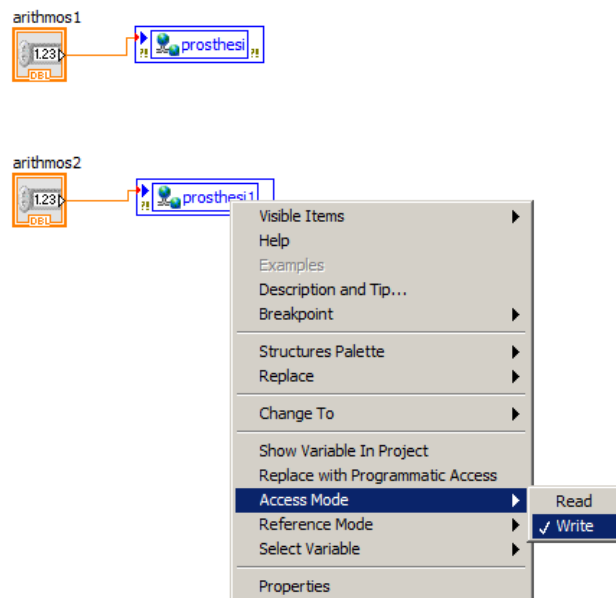 arithmos1
1.23
DBL
?! prosthesi ?!
arithmos2
1.23
DBL
?! prosthesi1
Visible Items
Help
Examples
Description and Tip...
Breakpoint
Structures Palette
Replace
Change To
Show Variable In Project
Replace with Programmatic Access
Access Mode
Read
Reference Mode
Write
Select Variable
Properties